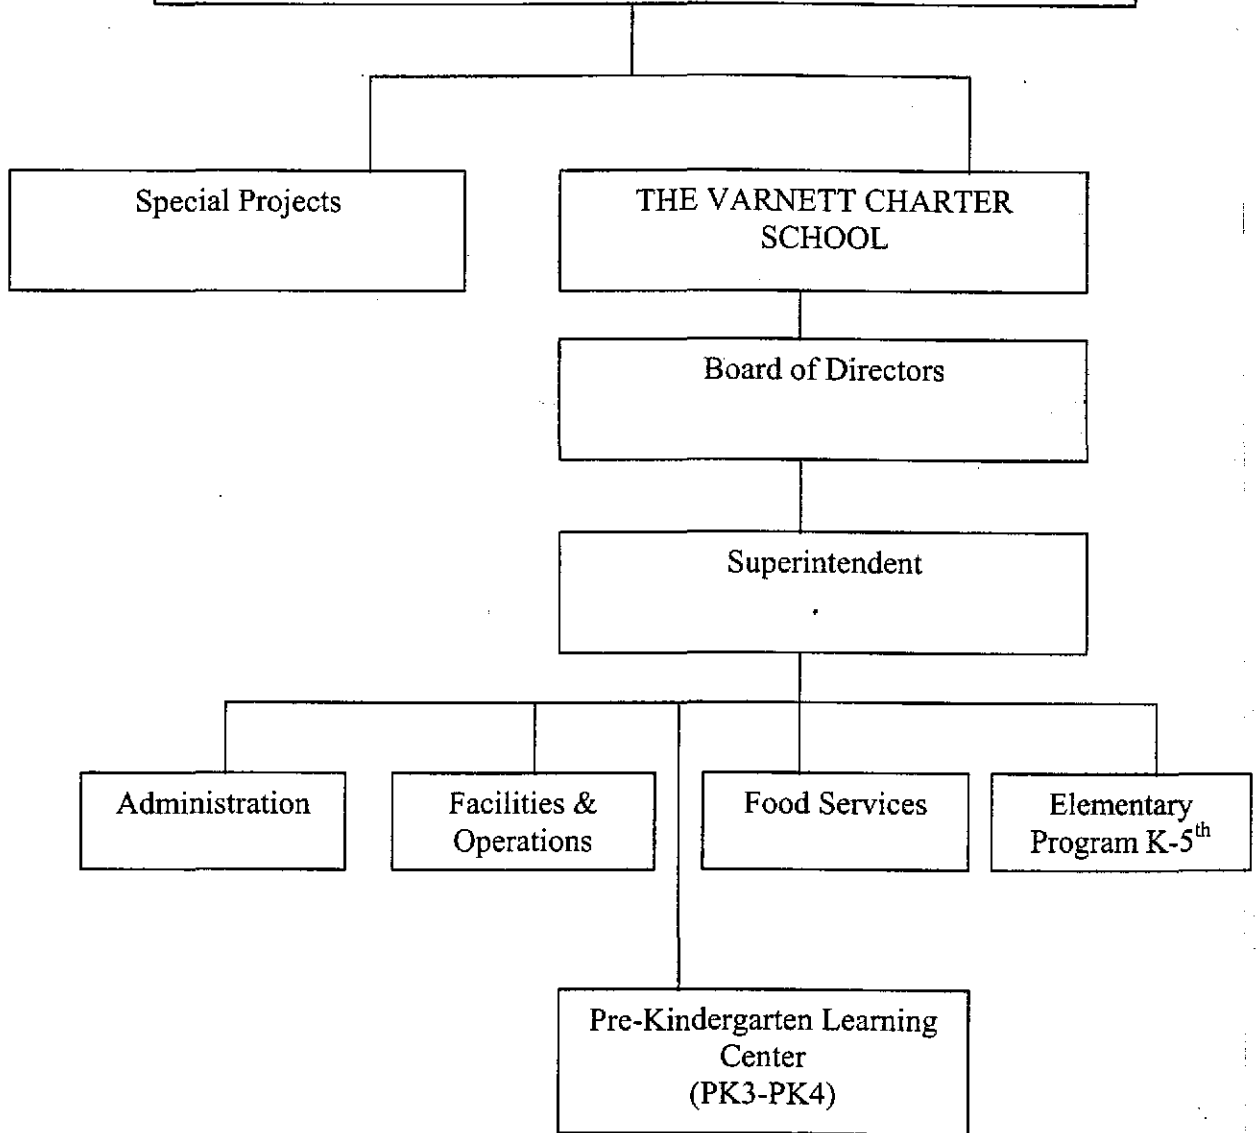 Special Projects
THE VARNETT CHARTER
SCHOOL
Board of Directors
Superintendent
Administration
Facilities &
Operations
Food Services
Elementary
Program K-5th
Pre-Kindergarten Learning
Center
(PK3-PK4)